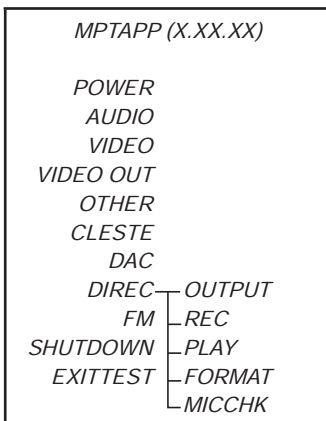 MPTAPP (X.XX.XX)
POWER
AUDIO
VIDEO
VIDEO OUT
OTHER
CLESTE
DAC
DIREC OUTPUT
FM REC
SHUTDOWN PLAY
EXITTEST FORMAT
MICCHK